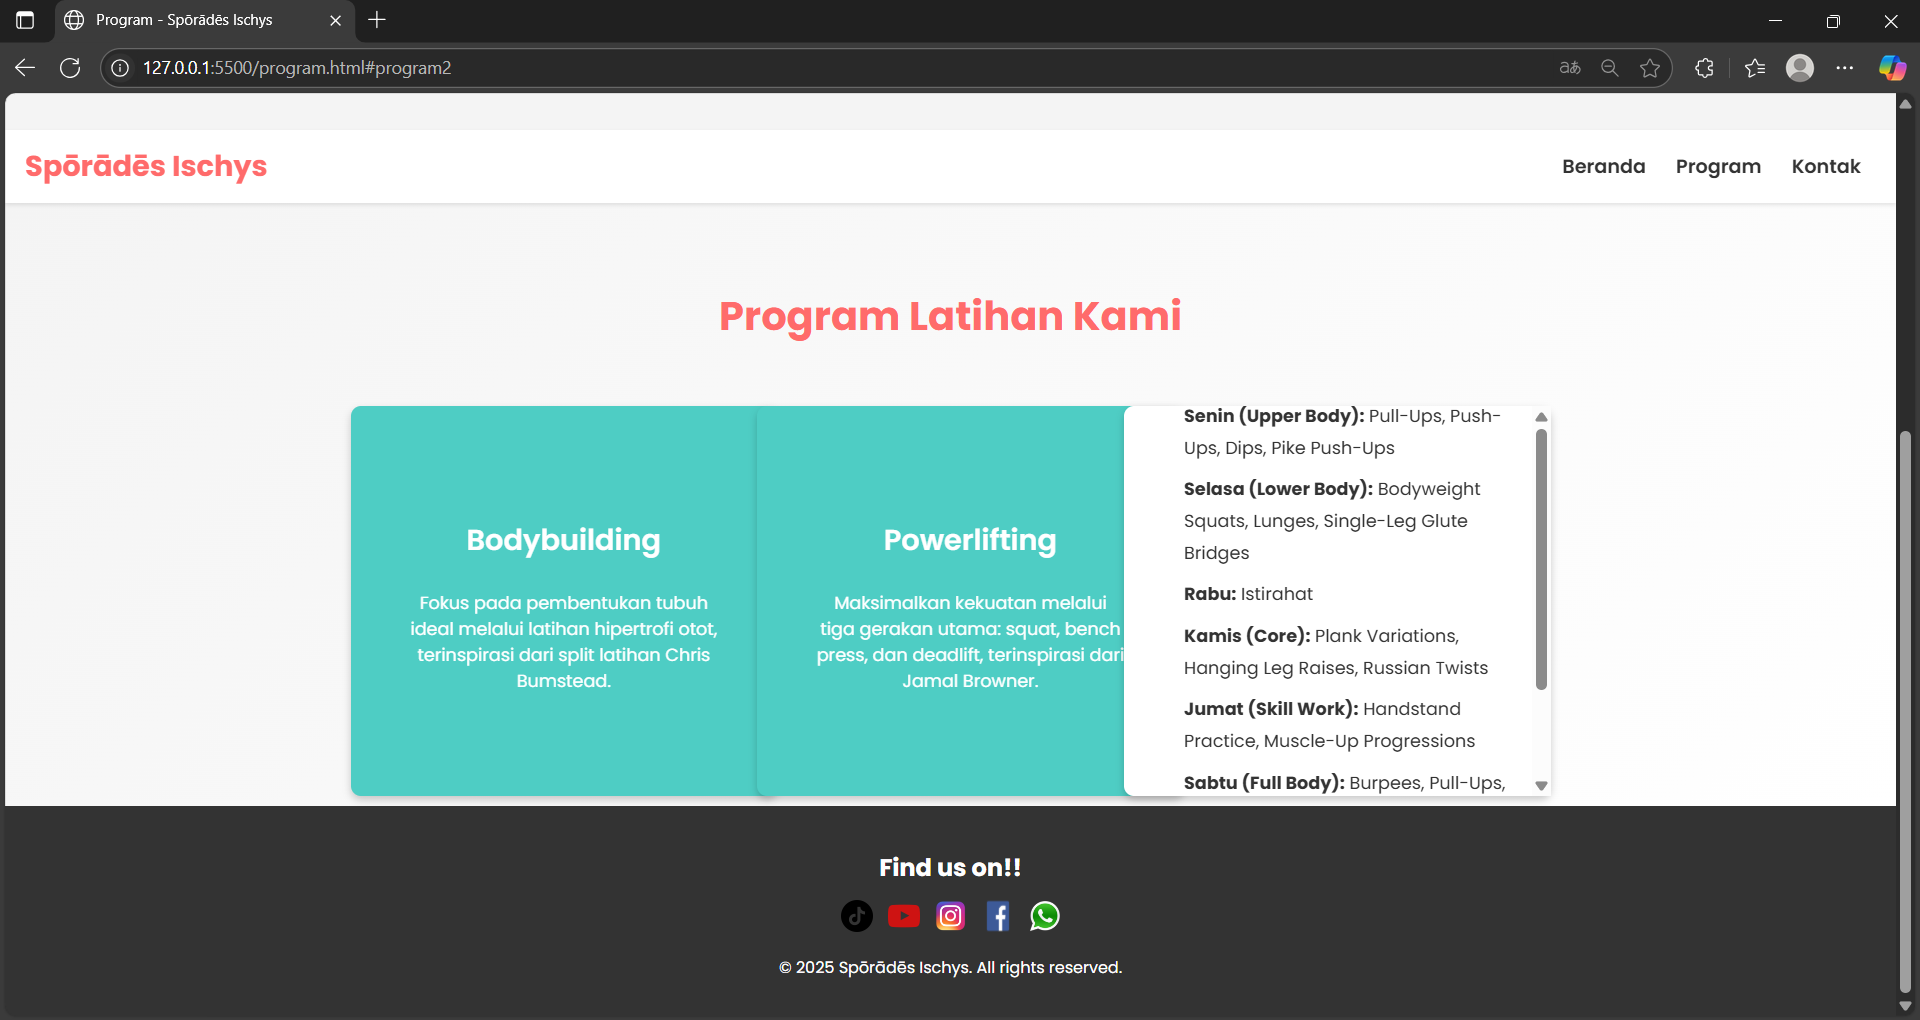 Program - Spōrādēs Ischys
127.0.0.1:5500/program.html#program2
Spōrādēs Ischys
Beranda
Program
Kontak
Program Latihan Kami
Bodybuilding
Fokus pada pembentukan tubuh
ideal melalui latihan hipertrofi otot,
terinspirasi dari split latihan Chris
Bumstead.
Powerlifting
Maksimalkan kekuatan melalui
tiga gerakan utama: squat, bench
press, dan deadlift, terinspirasi dari
Jamal Browner.
Senin (Upper Body): Pull-Ups, Push-
Ups, Dips, Pike Push-Ups
Selasa (Lower Body): Bodyweight
Squats, Lunges, Single-Leg Glute
Bridges
Rabu: Istirahat
Kamis (Core): Plank Variations,
Hanging Leg Raises, Russian Twists
Jumat (Skill Work): Handstand
Practice, Muscle-Up Progressions
Sabtu (Full Body): Burpees, Pull-Ups,
Find us on!!
© 2025 Spōrādēs Ischys. All rights reserved.